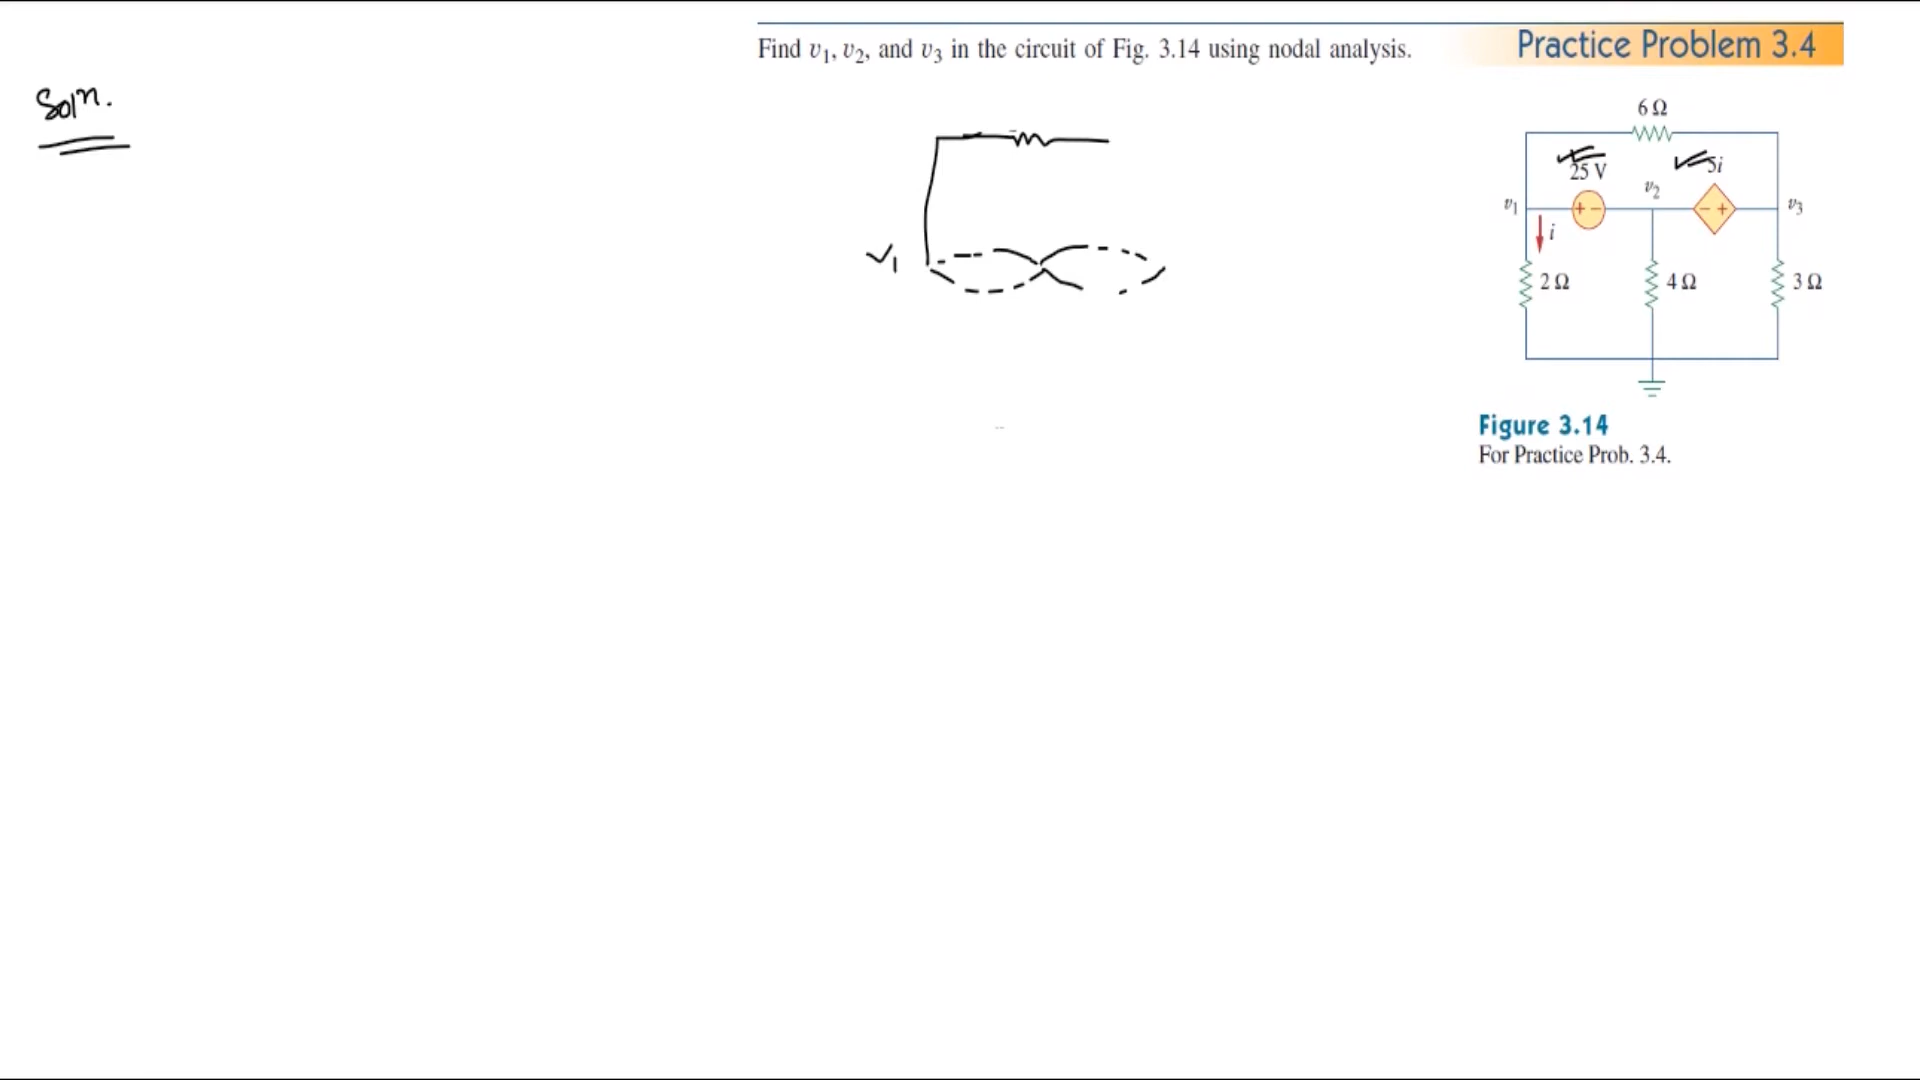 Find v1, v2, and v3 in the circuit of Fig. 3.14 using nodal analysis.
Practice Problem 3.4
Soln.
6 Ω
25 V
5i
v2
v1
v3
i
2 Ω
4 Ω
3 Ω
V1
Figure 3.14
For Practice Prob. 3.4.